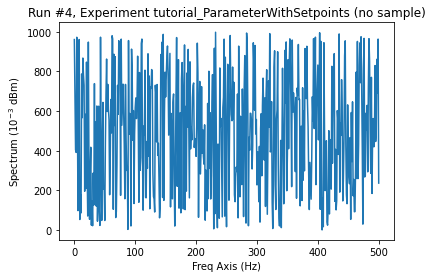 Run #4, Experiment tutorial_ParameterWithSetpoints (no sample)
1000
800
600
400
200
0
Spectrum (10⁻³ dBm)
0 100 200 300 400 500
Freq Axis (Hz)